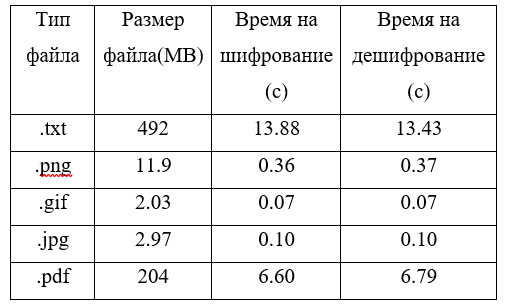 Тип файла Размер файла(MB) Время на шифрование (с) Время на дешифрование (с)
.txt 492 13.88 13.43
.png 11.9 0.36 0.37
.gif 2.03 0.07 0.07
.jpg 2.97 0.10 0.10
.pdf 204 6.60 6.79